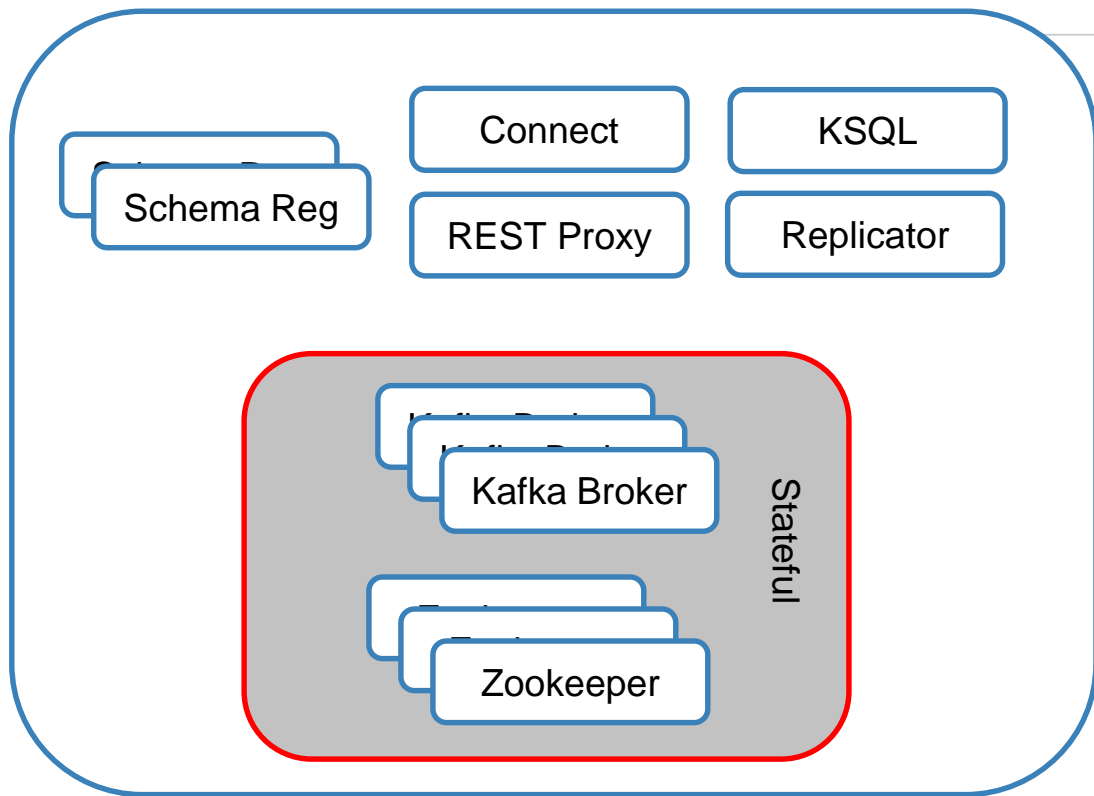 Connect
KSQL
Schema Reg
REST Proxy
Replicator
Kafka Broker
Stateful
Zookeeper